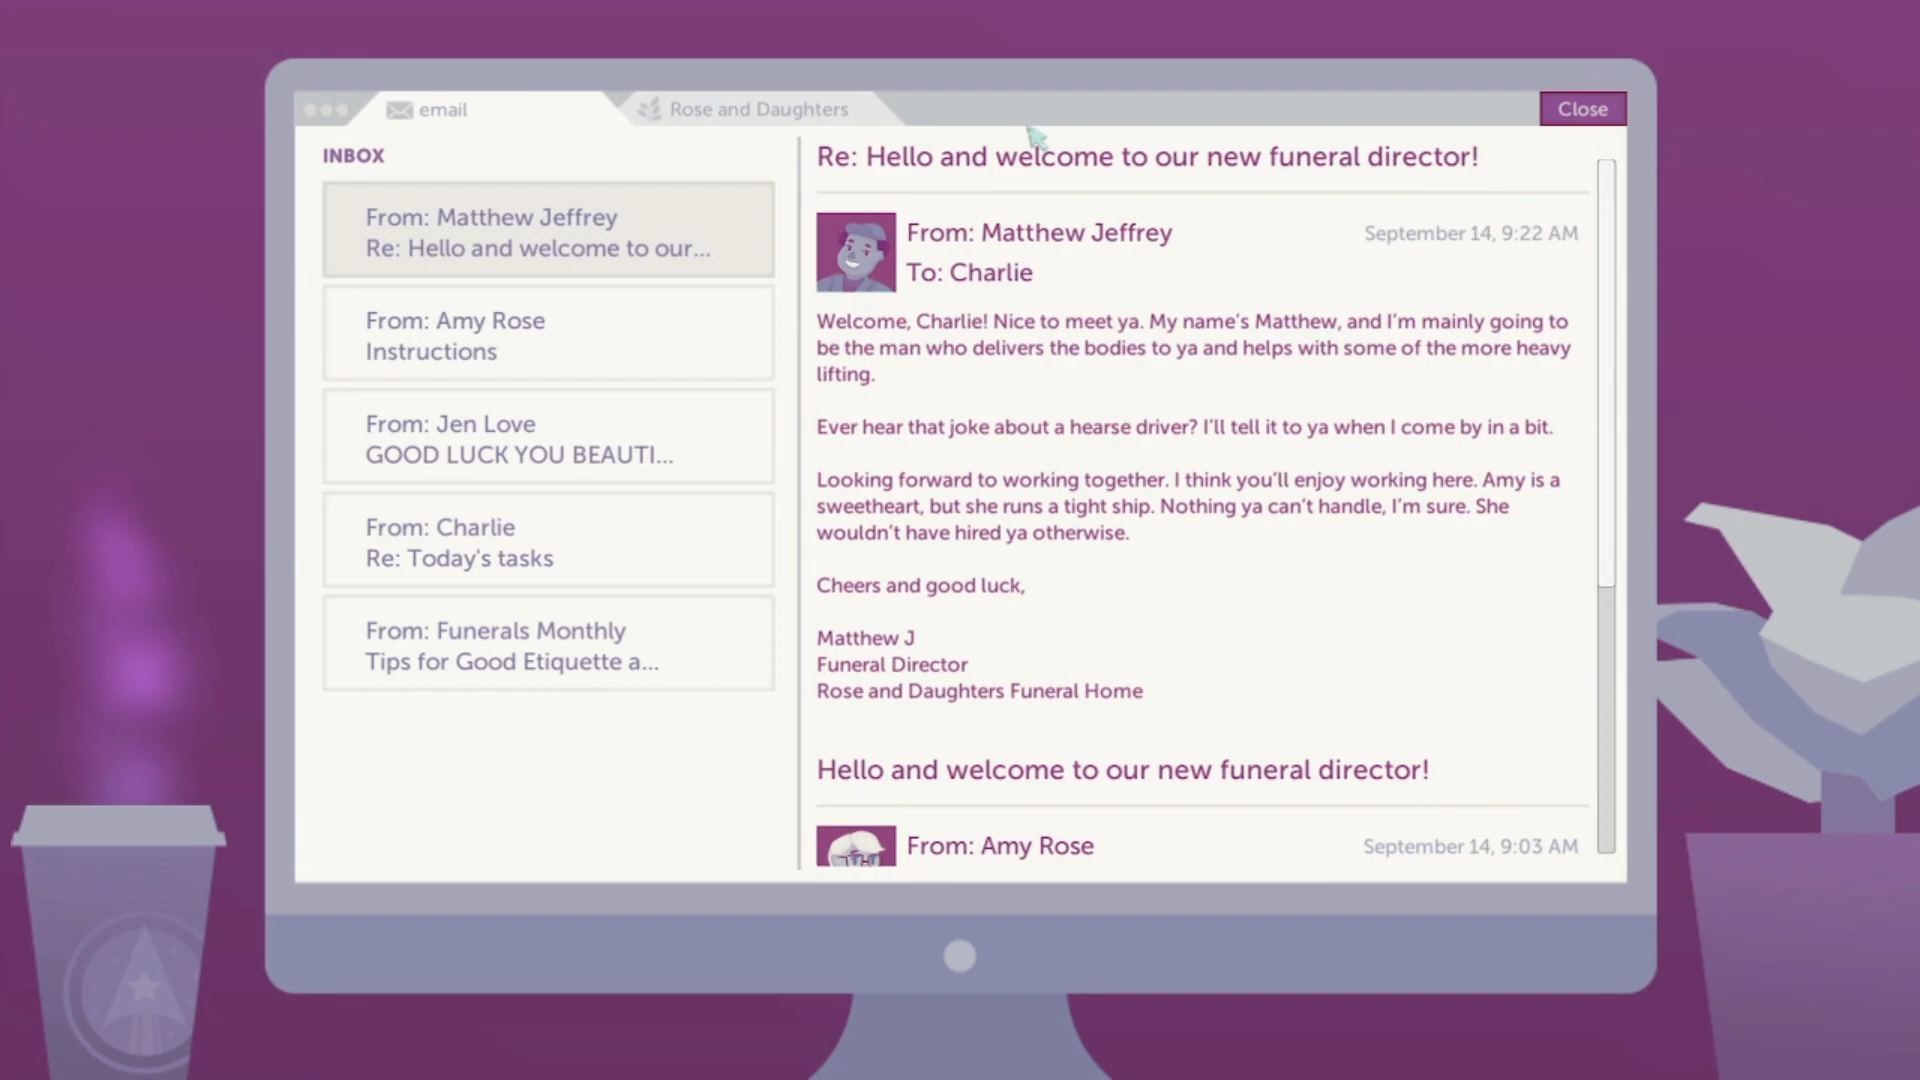 email
Rose and Daughters
Close
INBOX
From: Matthew Jeffrey
Re: Hello and welcome to our...
From: Amy Rose
Instructions
From: Jen Love
GOOD LUCK YOU BEAUTI...
From: Charlie
Re: Today's tasks
From: Funerals Monthly
Tips for Good Etiquette a...
Re: Hello and welcome to our new funeral director!
From: Matthew Jeffrey
September 14, 9:22 AM
To: Charlie
Welcome, Charlie! Nice to meet ya. My name’s Matthew, and I’m mainly going to
be the man who delivers the bodies to ya and helps with some of the more heavy
lifting.
Ever hear that joke about a hearse driver? I’ll tell it to ya when I come by in a bit.
Looking forward to working together. I think you’ll enjoy working here. Amy is a
sweetheart, but she runs a tight ship. Nothing ya can’t handle, I’m sure. She
wouldn’t have hired ya otherwise.
Cheers and good luck,
Matthew J
Funeral Director
Rose and Daughters Funeral Home
Hello and welcome to our new funeral director!
From: Amy Rose
September 14, 9:03 AM